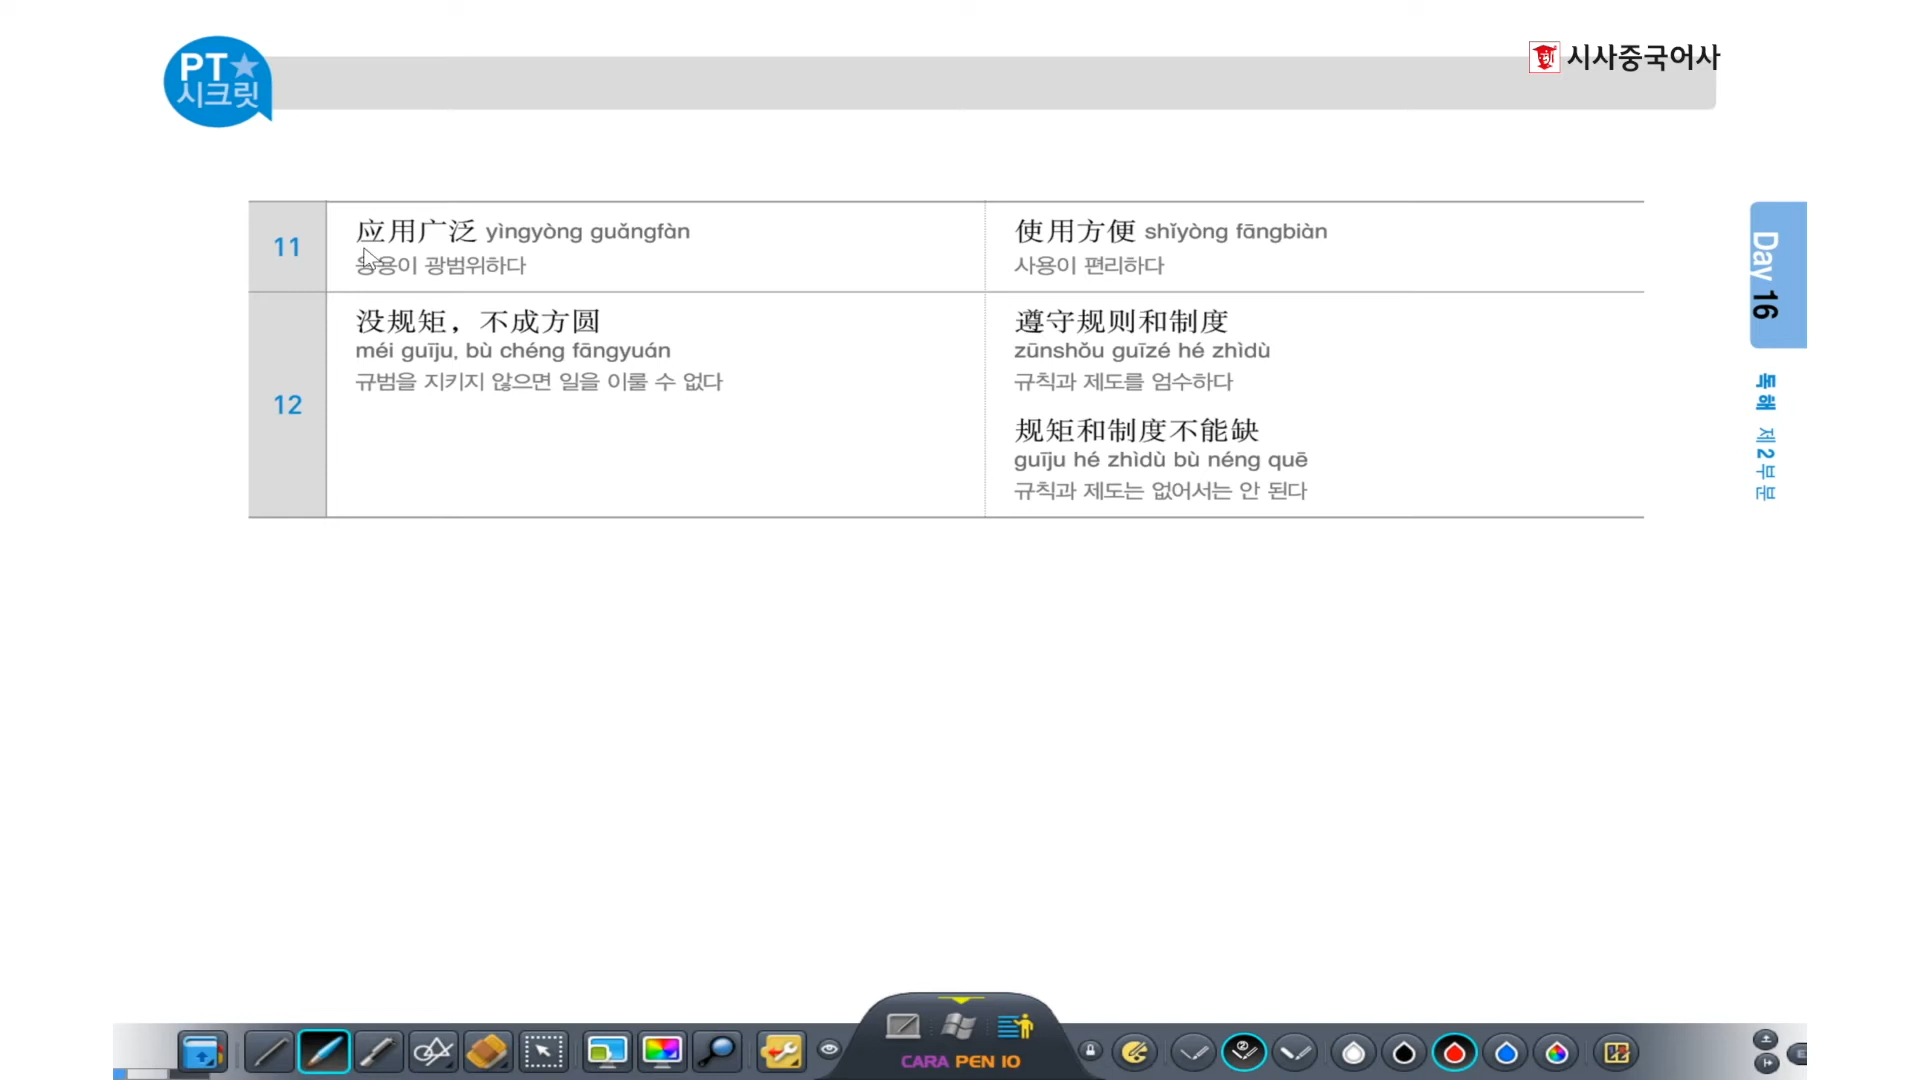 PT★
시크릿
시사중국어사
11
应用广泛 yìngyòng guǎngfàn
응용이 광범위하다
使用方便 shǐyòng fāngbiàn
사용이 편리하다
12
没规矩，不成方圆
méi guīju, bù chéng fāngyuán
규범을 지키지 않으면 일을 이룰 수 없다
遵守规则和制度
zūnshǒu guīzé hé zhìdù
규칙과 제도를 엄수하다
规矩和制度不能缺
guīju hé zhìdù bù néng quē
규칙과 제도는 없어서는 안 된다
Day 16
독해 제2부분
CARA PEN IO